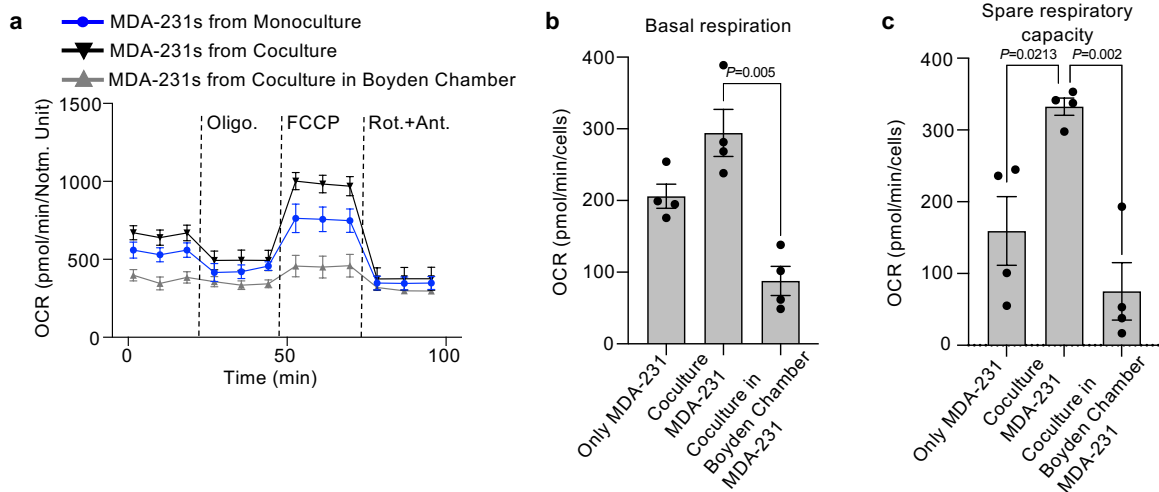 a
MDA-231s from Monoculture
MDA-231s from Coculture
MDA-231s from Coculture in Boyden Chamber
1500
1000
500
0
OCR (pmol/min/Notm. Unit)
Oligo.
FCCP
Rot.+Ant.
0
50
100
Time (min)
b
Basal respiration
400
300
200
100
0
OCR (pmol/min/cells)
P=0.005
Only MDA-231
Coculture
MDA-231
Coculture in
Boyden Chamber
MDA-231
c
Spare respiratory
capacity
400
300
200
100
0
OCR (pmol/min/cells)
P=0.0213
P=0.002
Only MDA-231
Coculture
MDA-231
Coculture in
Boyden Chamber
MDA-231